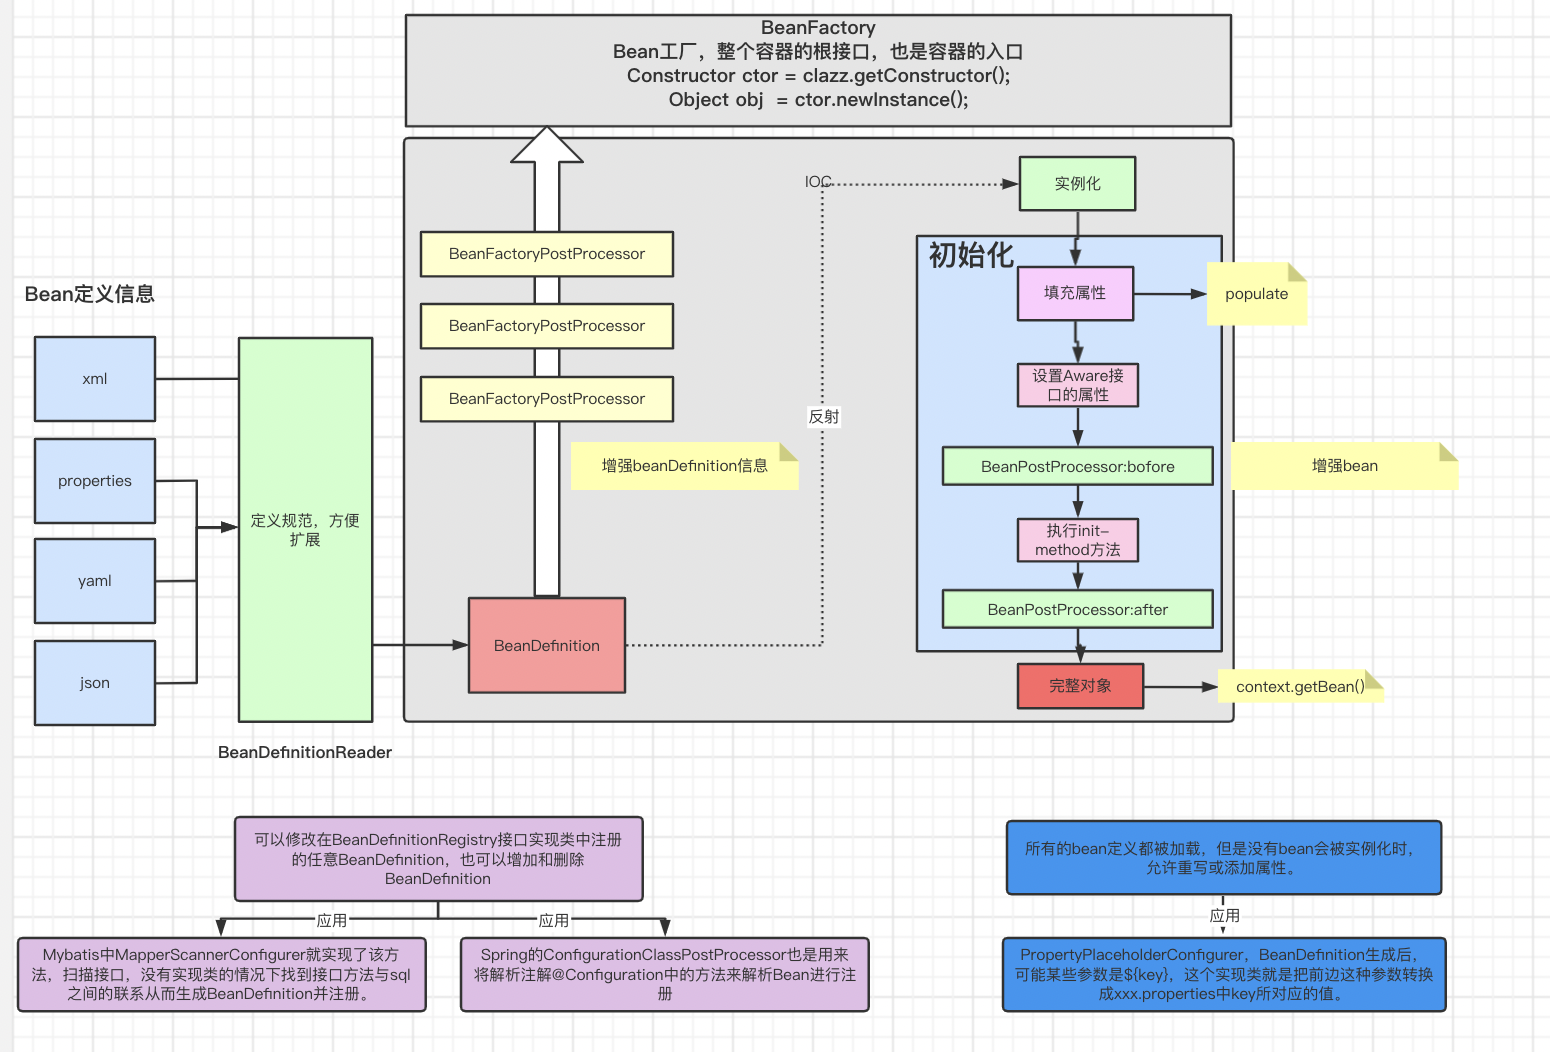 BeanFactory
Bean工厂，整个容器的根接口，也是容器的入口
Constructor ctor = clazz.getConstructor();
Object obj  = ctor.newInstance();
IOC
实例化
初始化
BeanFactoryPostProcessor
填充属性
populate
Bean定义信息
BeanFactoryPostProcessor
xml
设置Aware接
口的属性
BeanFactoryPostProcessor
反射
增强beanDefinition信息
BeanPostProcessor:bofore
增强bean
properties
定义规范，方便
扩展
执行init-
method方法
yaml
BeanPostProcessor:after
BeanDefinition
json
完整对象
context.getBean()
BeanDefinitionReader
可以修改在BeanDefinitionRegistry接口实现类中注册
的任意BeanDefinition，也可以增加和删除
BeanDefinition
所有的bean定义都被加载，但是没有bean会被实例化时，
允许重写或添加属性。
应用
应用
应用
Mybatis中MapperScannerConfigurer就实现了该方
法，扫描接口，没有实现类的情况下找到接口方法与sql
之间的联系从而生成BeanDefinition并注册。
Spring的ConfigurationClassPostProcessor也是用来
将解析注解@Configuration中的方法来解析Bean进行注
册
PropertyPlaceholderConfigurer，BeanDefinition生成后，
可能某些参数是${key}，这个实现类就是把前边这种参数转换
成xxx.properties中key所对应的值。